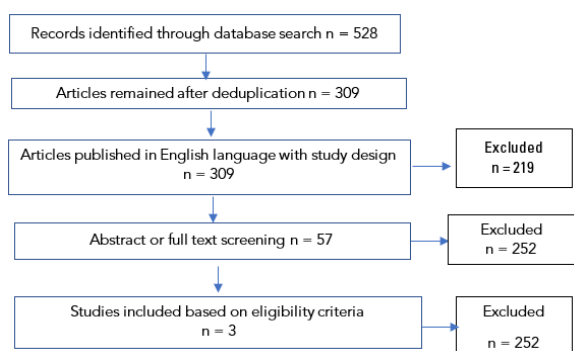 Records identified through database search n = 528
Articles remained after deduplication n = 309
Articles published in English language with study design
n = 309
Excluded
n = 219
Abstract or full text screening n = 57
Excluded
n = 252
Studies included based on eligibility criteria
n = 3
Excluded
n = 252